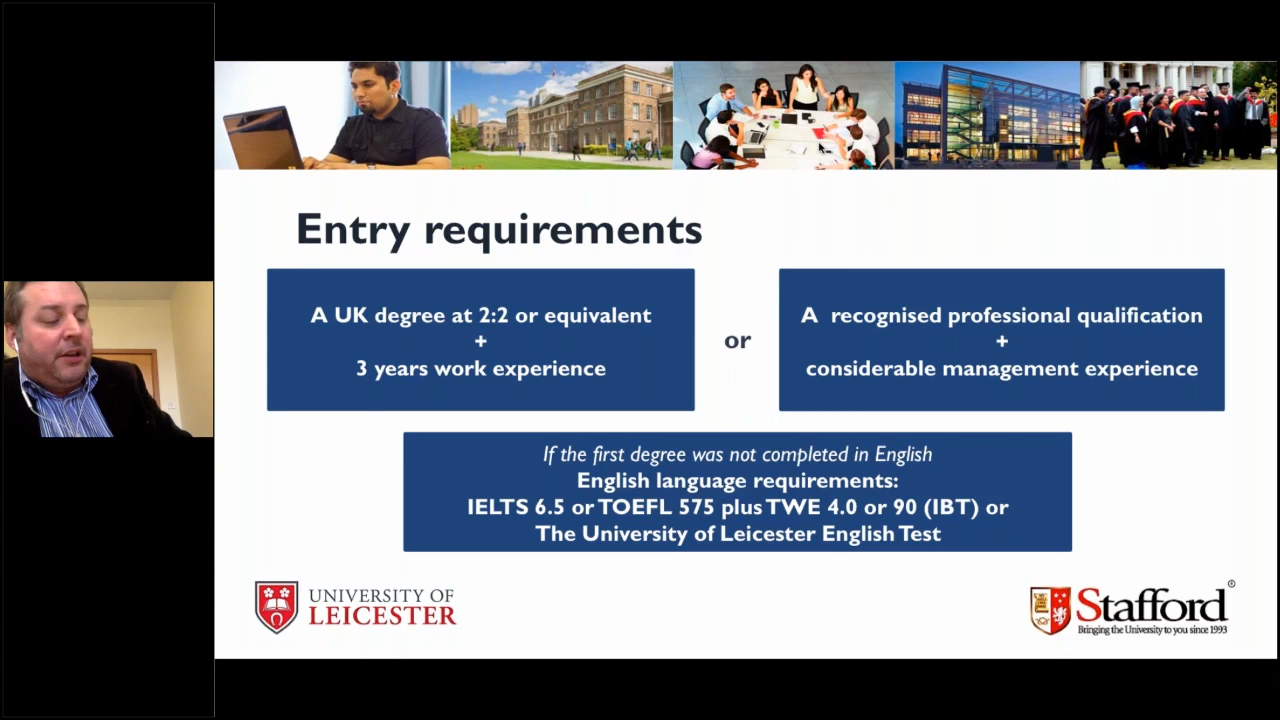 Entry requirements
A UK degree at 2:2 or equivalent
+
3 years work experience
or
A recognised professional qualification
+
considerable management experience
If the first degree was not completed in English
English language requirements:
IELTS 6.5 or TOEFL 575 plus TWE 4.0 or 90 (IBT) or
The University of Leicester English Test
UNIVERSITY OF
LEICESTER
Stafford®
Bringing the University to you since 1993